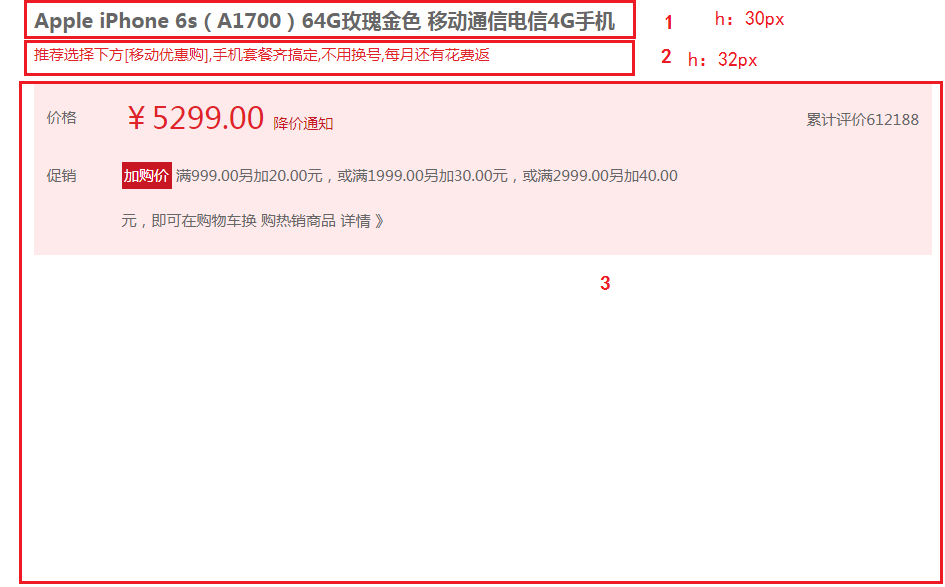 Apple iPhone 6s（A1700）64G玫瑰金色 移动通信电信4G手机
1 h：30px
推荐选择下方[移动优惠购],手机套餐齐搞定,不用换号,每月还有花费返
2 h：32px
价格 ￥5299.00 降价通知 累计评价612188
促销 加购价 满999.00另加20.00元，或满1999.00另加30.00元，或满2999.00另加40.00
元，即可在购物车换 购热销商品 详情 》
3